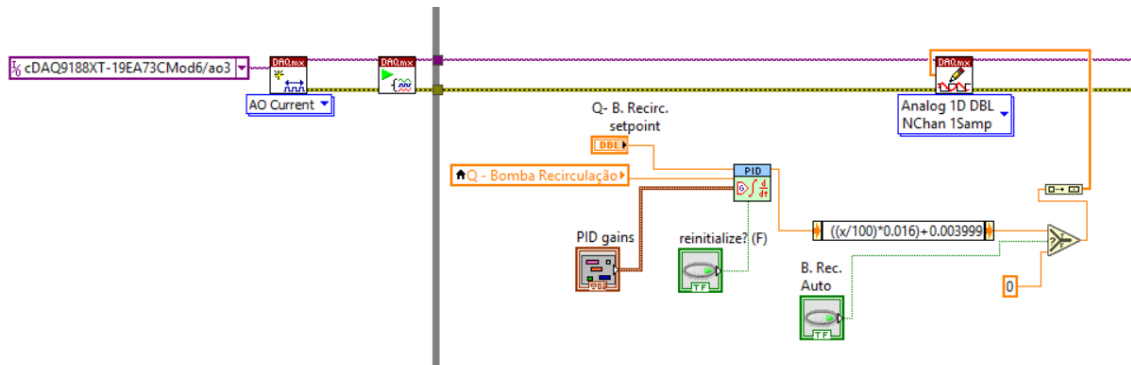 cDAQ9188XT-19EA73CMod6/ao3
DAQmx
DAQmx
AO Current
DAQmx
Analog 1D DBL
NChan 1Samp
Q- B. Recirc.
setpoint
DBL
Q - Bomba Recirculação
PID
PID gains
reinitialize? (F)
TF
((x/100)*0.016)+0.003999
B. Rec.
Auto
TF
0
?